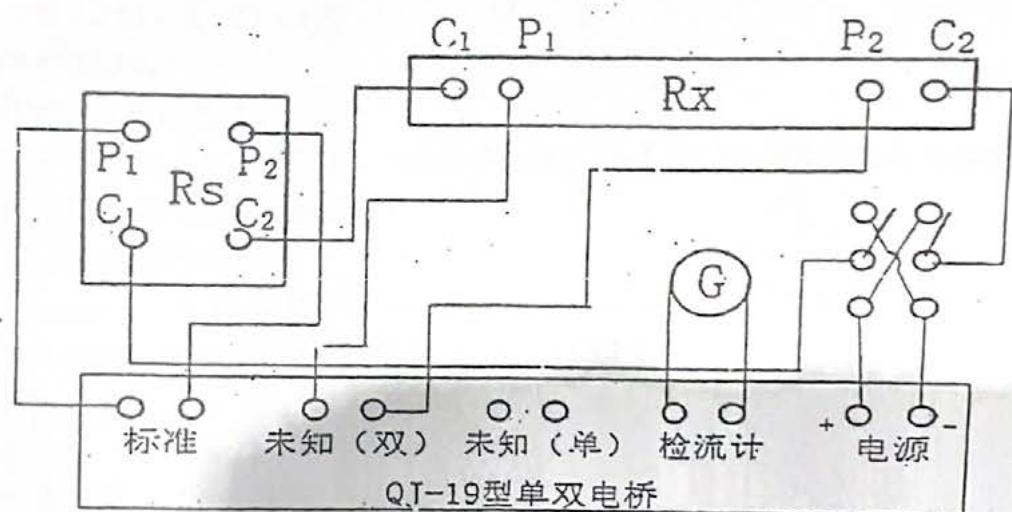 C1 P1 P2 C2
Rx
P1 P2
Rs
C1 C2
G
+ -
标准 未知（双） 未知（单） 检流计 电源
QJ-19型单双电桥